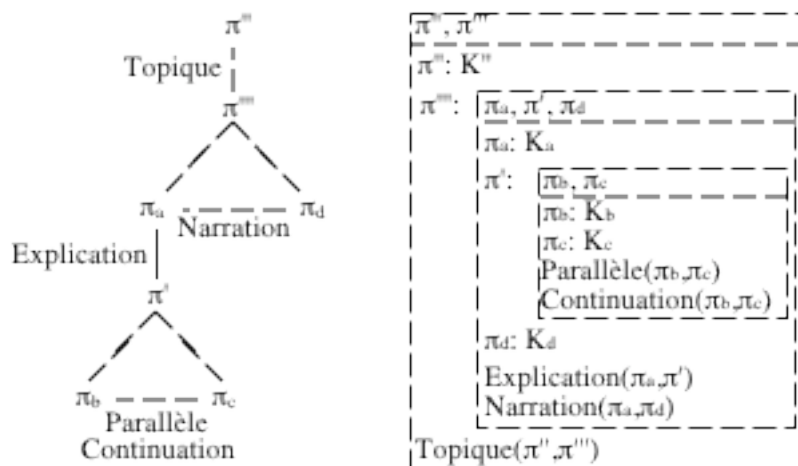 π''
Topique
π'''
πa
πd
Narration
Explication
π'
πb
πc
Parallèle
Continuation
π'', π'''
π'': K''
π''':
πa, π', πd
πa: Ka
π':
πb, πc
πb: Kb
πc: Kc
Parallèle(πb,πc)
Continuation(πb,πc)
πd: Kd
Explication(πa,π')
Narration(πa,πd)
Topique(π'',π''')